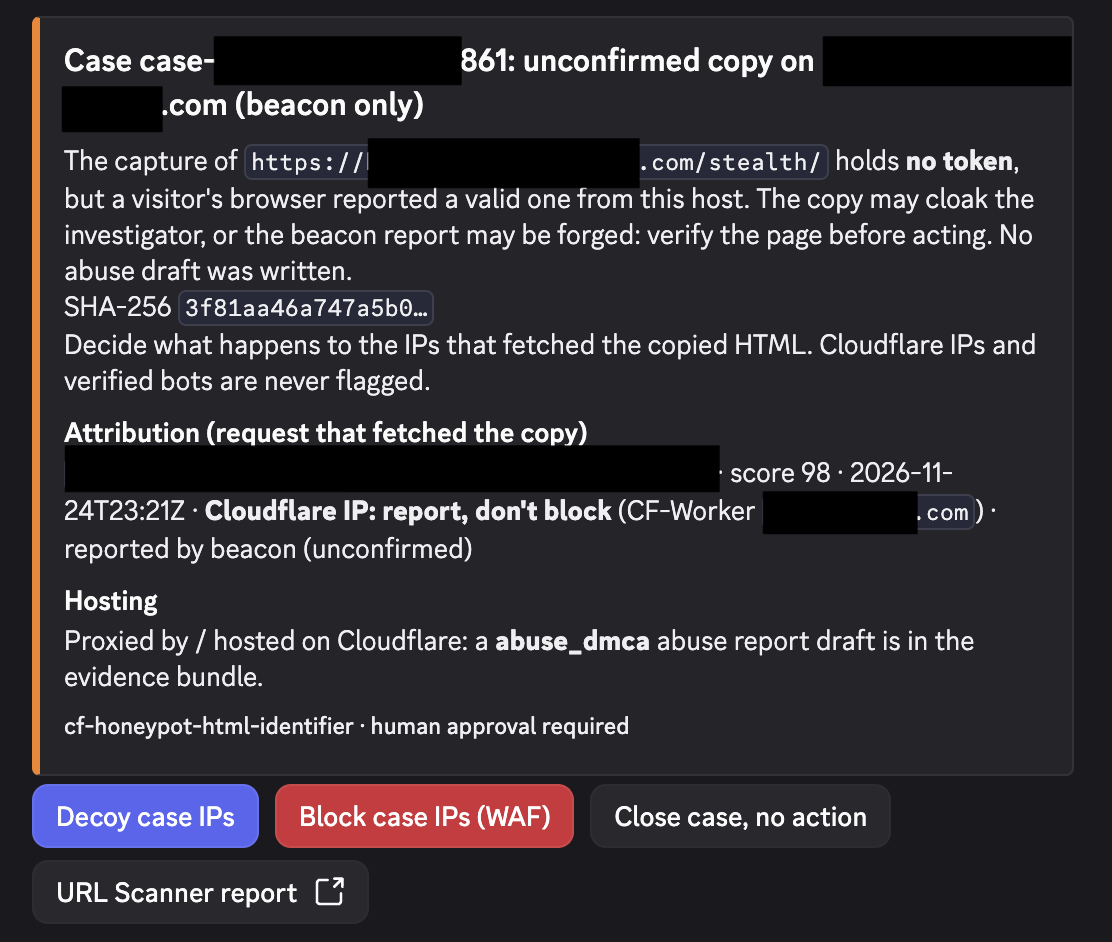 Case case-861: unconfirmed copy on
.com (beacon only)
The capture of https:// .com/stealth/ holds no token,
but a visitor's browser reported a valid one from this host. The copy may cloak the
investigator, or the beacon report may be forged: verify the page before acting. No
abuse draft was written.
SHA-256 3f81aa46a747a5b0…
Decide what happens to the IPs that fetched the copied HTML. Cloudflare IPs and
verified bots are never flagged.
Attribution (request that fetched the copy)
· score 98 · 2026-11-
24T23:21Z · Cloudflare IP: report, don't block (CF-Worker .com) ·
reported by beacon (unconfirmed)
Hosting
Proxied by / hosted on Cloudflare: a abuse_dmca abuse report draft is in the
evidence bundle.
cf-honeypot-html-identifier · human approval required
Decoy case IPs
Block case IPs (WAF)
Close case, no action
URL Scanner report